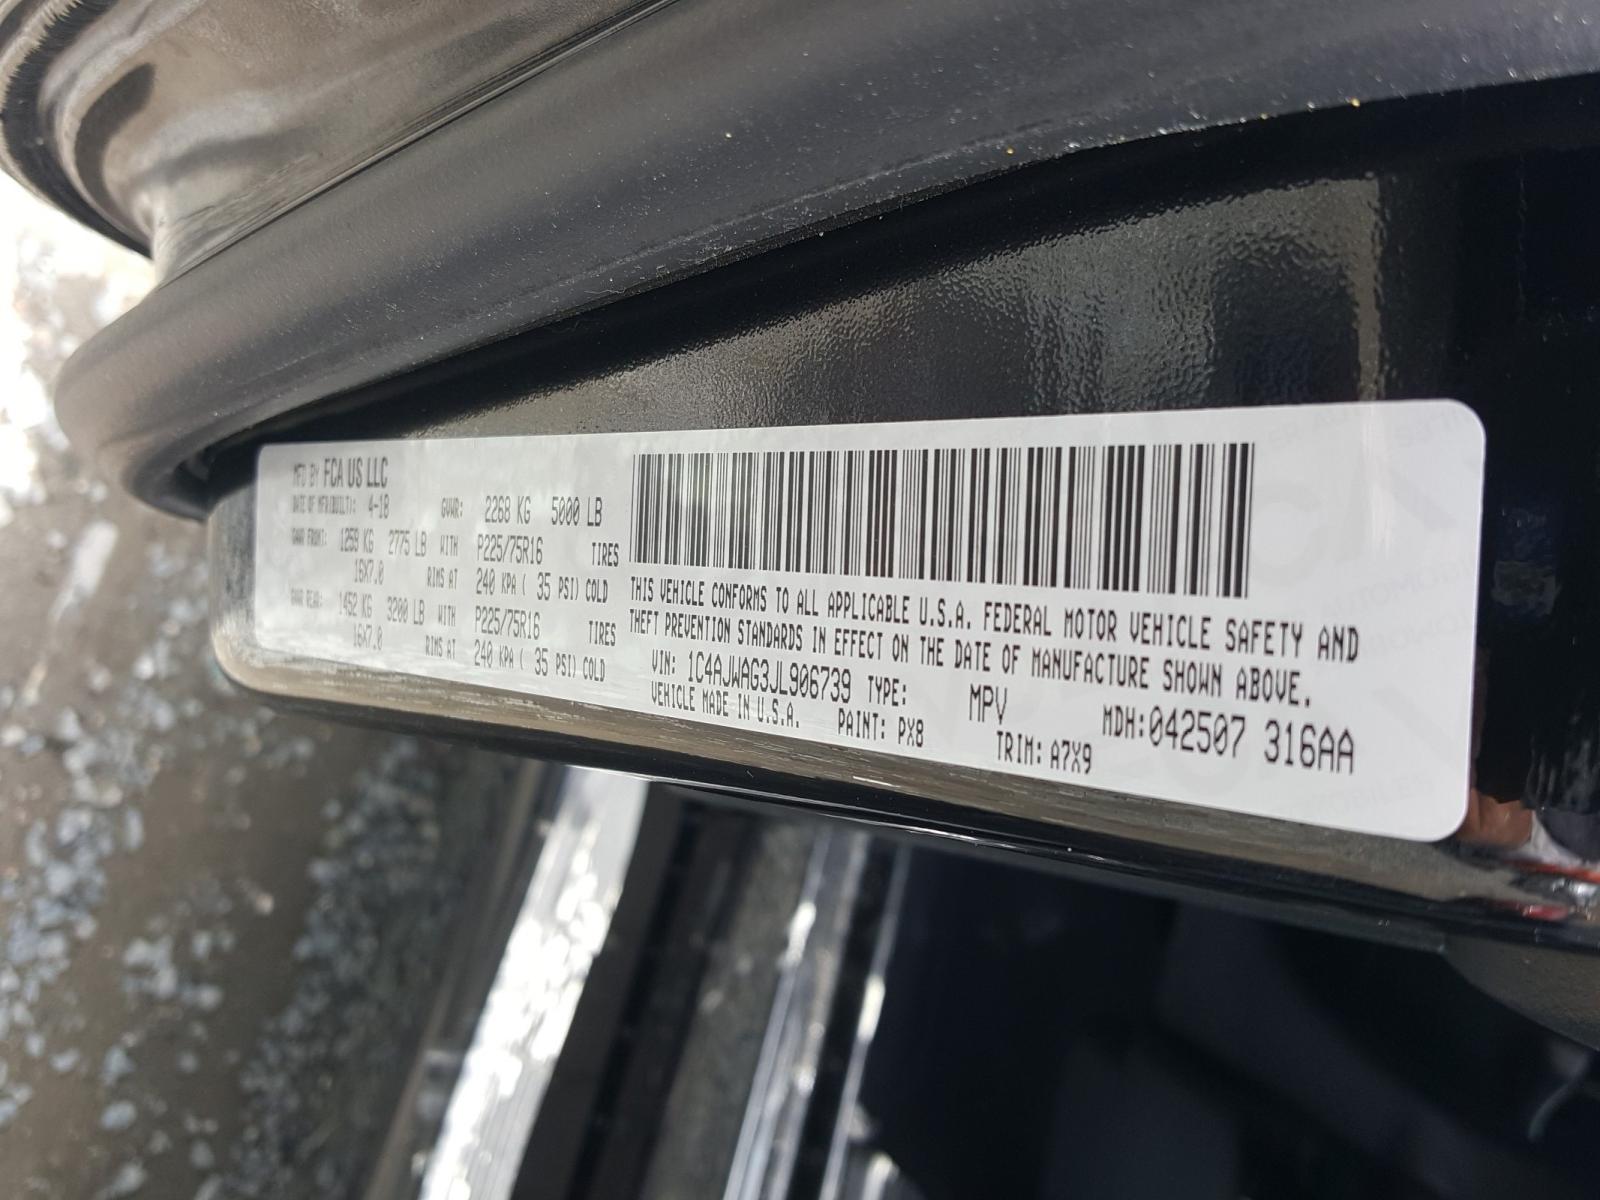 MFD BY FCA US LLC
DATE OF MFR(BUILT): 4-18 GVWR: 2268 KG 5000 LB
GAWR FRONT: 1259 KG 2775 LB WITH P225/75R16 TIRES
16X7.0 RIMS AT 240 KPA ( 35 PSI) COLD
GAWR REAR: 1452 KG 3200 LB WITH P225/75R16 TIRES
16X7.0 RIMS AT 240 KPA ( 35 PSI) COLD
THIS VEHICLE CONFORMS TO ALL APPLICABLE U.S.A. FEDERAL MOTOR VEHICLE SAFETY AND
THEFT PREVENTION STANDARDS IN EFFECT ON THE DATE OF MANUFACTURE SHOWN ABOVE.
VIN: 1C4AJWAG3JL906739 TYPE: MPV MDH:042507 316AA
VEHICLE MADE IN U.S.A. PAINT: PX8 TRIM: A7X9